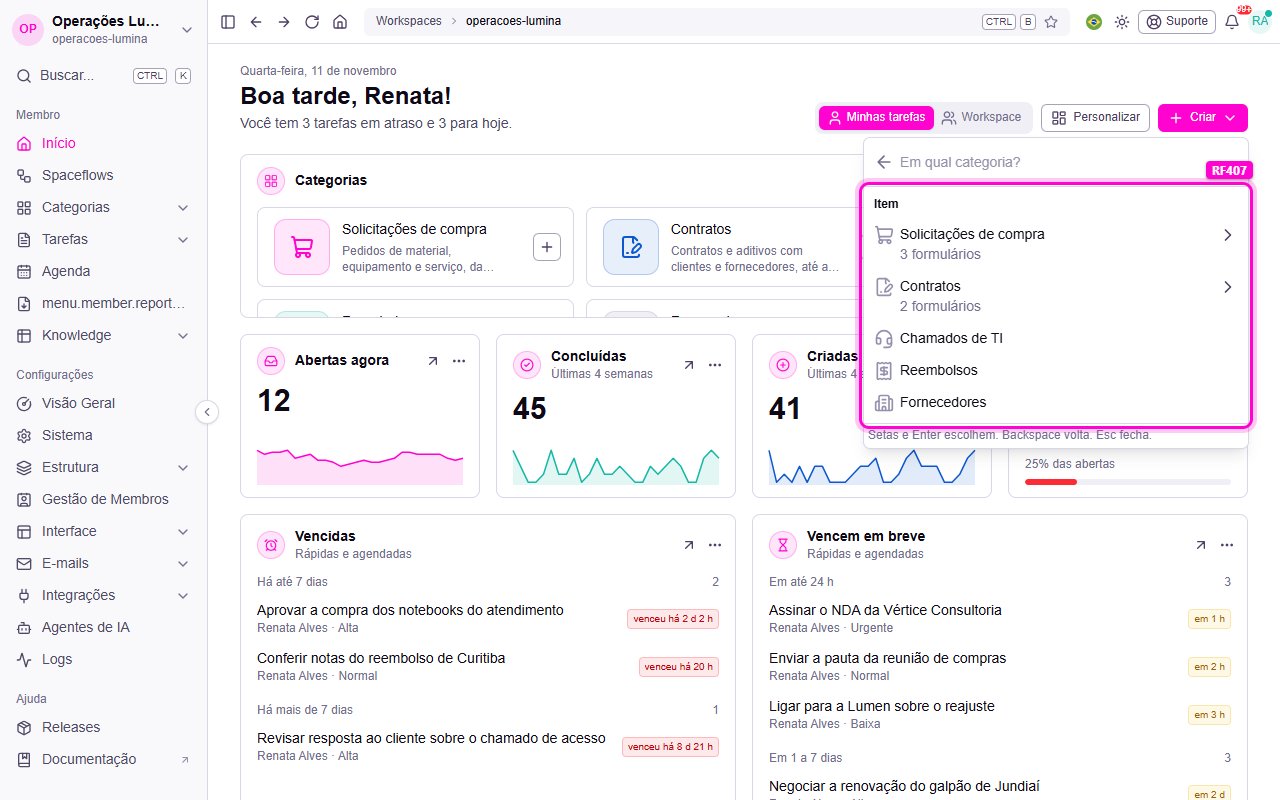 OP
Operações Lu...
operacoes-lumina
Buscar...
CTRL
K
Membro
Início
Spaceflows
Categorias
Tarefas
Agenda
menu.member.report...
Knowledge
Configurações
Visão Geral
Sistema
Estrutura
Gestão de Membros
Interface
E-mails
Integrações
Agentes de IA
Logs
Ajuda
Releases
Documentação
Workspaces
operacoes-lumina
CTRL
B
Suporte
99+
RA
Quarta-feira, 11 de novembro
Boa tarde, Renata!
Você tem 3 tarefas em atraso e 3 para hoje.
Minhas tarefas
Workspace
Personalizar
Criar
Categorias
Solicitações de compra
Pedidos de material,
equipamento e serviço, da...
Contratos
Contratos e aditivos com
clientes e fornecedores, até a...
Em qual categoria?
RF407
Item
Solicitações de compra
3 formulários
Contratos
2 formulários
Chamados de TI
Reembolsos
Fornecedores
Setas e Enter escolhem. Backspace volta. Esc fecha.
Abertas agora
12
Concluídas
Últimas 4 semanas
45
Criadas
Últimas 4
41
25% das abertas
Vencidas
Rápidas e agendadas
Há até 7 dias
2
Aprovar a compra dos notebooks do atendimento
Renata Alves · Alta
venceu há 2 d 2 h
Conferir notas do reembolso de Curitiba
Renata Alves · Normal
venceu há 20 h
Há mais de 7 dias
1
Revisar resposta ao cliente sobre o chamado de acesso
Renata Alves · Alta
venceu há 8 d 21 h
Vencem em breve
Rápidas e agendadas
Em até 24 h
3
Assinar o NDA da Vértice Consultoria
Renata Alves · Urgente
em 1 h
Enviar a pauta da reunião de compras
Renata Alves · Normal
em 2 h
Ligar para a Lumen sobre o reajuste
Renata Alves · Baixa
em 3 h
Em 1 a 7 dias
3
Negociar a renovação do galpão de Jundiaí
em 2 d